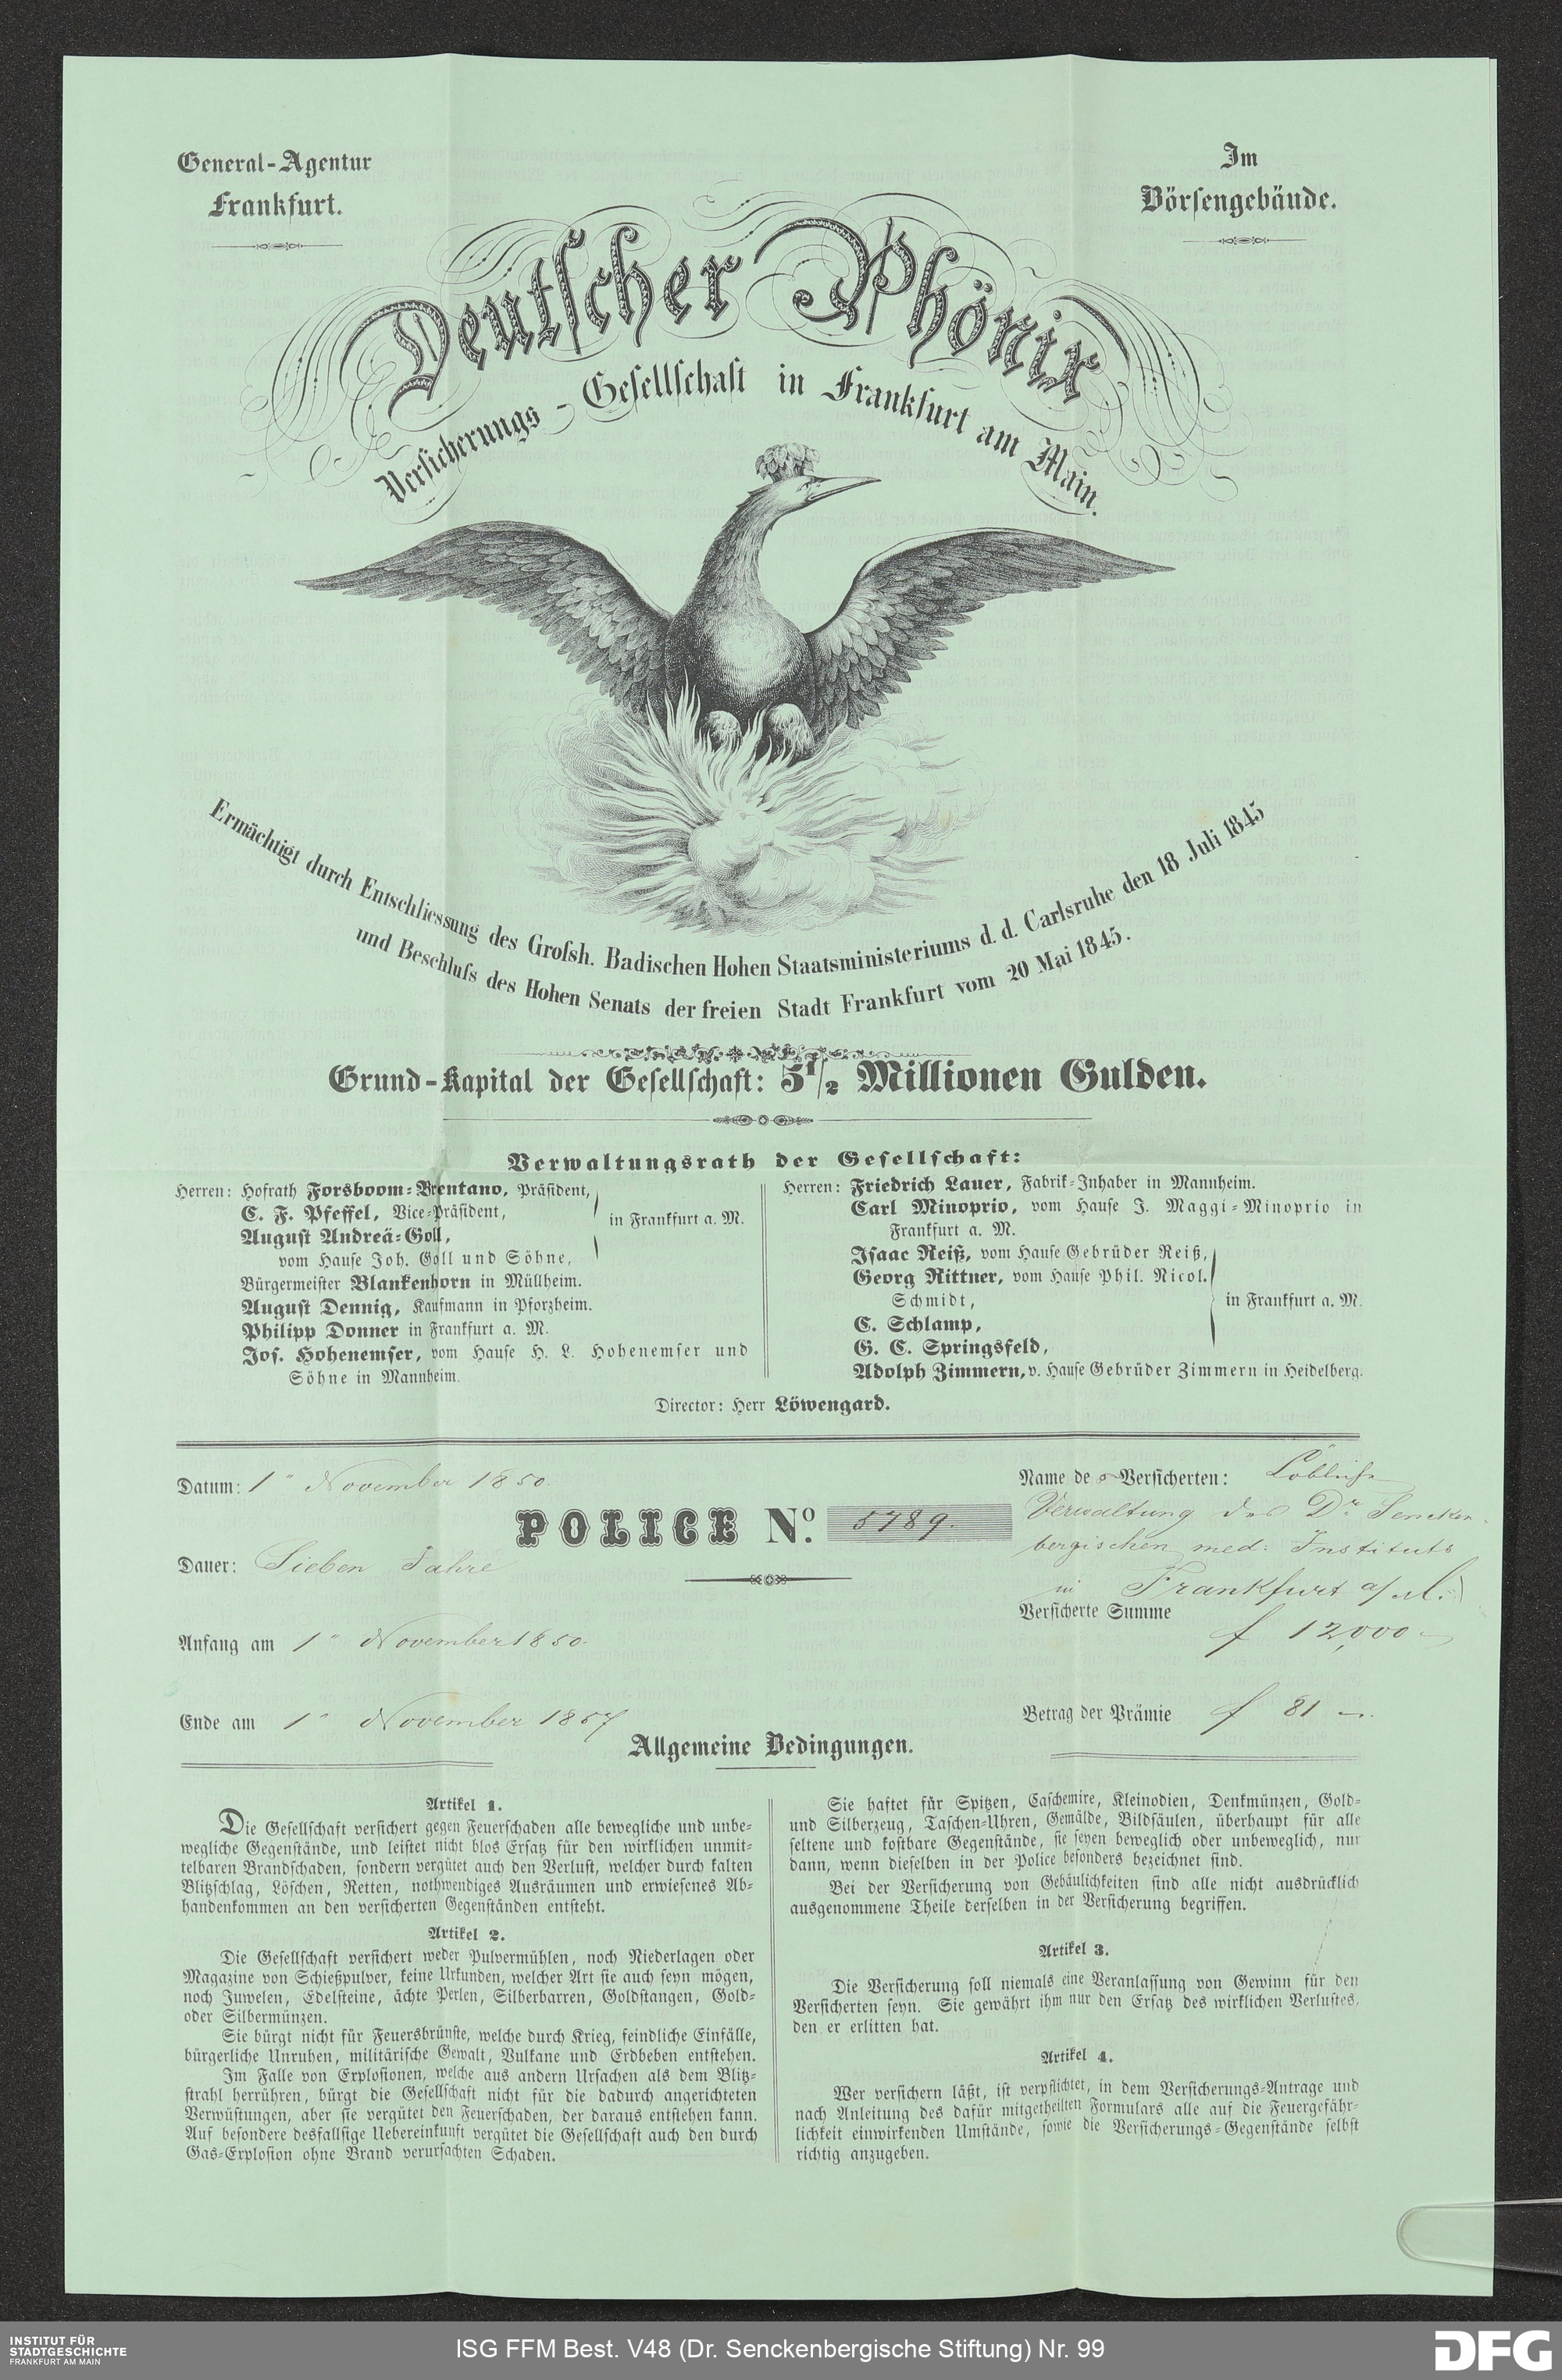 General-Agentur
Frankfurt.
Im
Börsengebäude.
Deutscher Phönix
Versicherungs-Gesellschaft in Frankfurt am Main.
Ermächtigt durch Entschliessung des Grofsh. Badischen Hohen Staatsministeriums d. d. Carlsruhe den 18 Juli 1845
und Beschlufs des Hohen Senats der freien Stadt Frankfurt vom 20 Mai 1845.
Grund-Kapital der Gesellschaft: 5 1/2 Millionen Gulden.
Verwaltungsrath der Gesellschaft:
Herren: Hofrath Forsboom-Brentano, Präsident,
C. F. Pfeffel, Vice-Präsident,
August Andreä-Goll,
vom Hause Joh. Goll und Söhne,
in Frankfurt a. M.
Bürgermeister Blankenhorn in Müllheim.
August Dennig, Kaufmann in Pforzheim.
Philipp Donner in Frankfurt a. M.
Jos. Hohenemser, vom Hause H. L. Hohenemser und
Söhne in Mannheim.
Herren: Friedrich Lauer, Fabrik-Inhaber in Mannheim.
Carl Minoprio, vom Hause J. Maggi-Minoprio in
Frankfurt a. M.
Isaac Reiß, vom Hause Gebrüder Reiß,
Georg Rittner, vom Hause Phil. Nicol.
Schmidt,
C. Schlamp,
G. C. Springsfeld,
in Frankfurt a. M.
Adolph Zimmern, v. Hause Gebrüder Zimmern in Heidelberg.
Director: Herr Löwengard.
Datum: 1" November 1850.
POLICE No. 5789.
Dauer: Sieben Jahre
Anfang am 1" November 1850.
Ende am 1" November 1857
Name des Versicherten: Löbliche
Verwaltung des Dr. Sencken-
bergischen med: Instituts
in Frankfurt a/M.
Versicherte Summe
f 12,000 —
Betrag der Prämie f 81 —.
Allgemeine Bedingungen.
Artikel 1.
Die Gesellschaft versichert gegen Feuerschaden alle bewegliche und unbe-
wegliche Gegenstände, und leistet nicht blos Ersatz für den wirklichen unmit-
telbaren Brandschaden, sondern vergütet auch den Verlust, welcher durch kalten
Blitzschlag, Löschen, Retten, nothwendiges Ausräumen und erwiesenes Ab-
handenkommen an den versicherten Gegenständen entsteht.
Artikel 2.
Die Gesellschaft versichert weder Pulvermühlen, noch Niederlagen oder
Magazine von Schießpulver, keine Urkunden, welcher Art sie auch seyn mögen,
noch Juwelen, Edelsteine, ächte Perlen, Silberbarren, Goldstangen, Gold-
oder Silbermünzen.
Sie bürgt nicht für Feuersbrünste, welche durch Krieg, feindliche Einfälle,
bürgerliche Unruhen, militärische Gewalt, Vulkane und Erdbeben entstehen.
Im Falle von Explosionen, welche aus andern Ursachen als dem Blitz-
strahl herrühren, bürgt die Gesellschaft nicht für die dadurch angerichteten
Verwüstungen, aber sie vergütet den Feuerschaden, der daraus entstehen kann.
Auf besondere desfallsige Uebereinkunft vergütet die Gesellschaft auch den durch
Gas-Explosion ohne Brand verursachten Schaden.
Sie haftet für Spitzen, Caschemire, Kleinodien, Denkmünzen, Gold-
und Silberzeug, Taschen-Uhren, Gemälde, Bildsäulen, überhaupt für alle
seltene und kostbare Gegenstände, sie seyen beweglich oder unbeweglich, nur
dann, wenn dieselben in der Police besonders bezeichnet sind.
Bei der Versicherung von Gebäulichkeiten sind alle nicht ausdrücklich
ausgenommene Theile derselben in der Versicherung begriffen.
Artikel 3.
Die Versicherung soll niemals eine Veranlassung von Gewinn für den
Versicherten seyn. Sie gewährt ihm nur den Ersatz des wirklichen Verlustes,
den er erlitten hat.
Artikel 4.
Wer versichern läßt, ist verpflichtet, in dem Versicherungs-Antrage und
nach Anleitung des dafür mitgetheilten Formulars alle auf die Feuergefähr-
lichkeit einwirkenden Umstände, sowie die Versicherungs-Gegenstände selbst
richtig anzugeben.
INSTITUT FÜR
STADTGESCHICHTE
FRANKFURT AM MAIN
ISG FFM Best. V48 (Dr. Senckenbergische Stiftung) Nr. 99
DFG